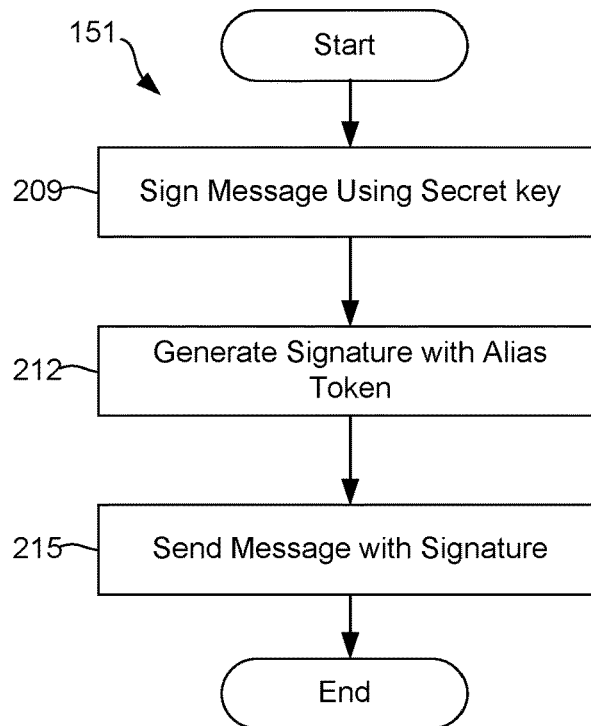 151
Start
209
Sign Message Using Secret key
212
Generate Signature with Alias
Token
215
Send Message with Signature
End